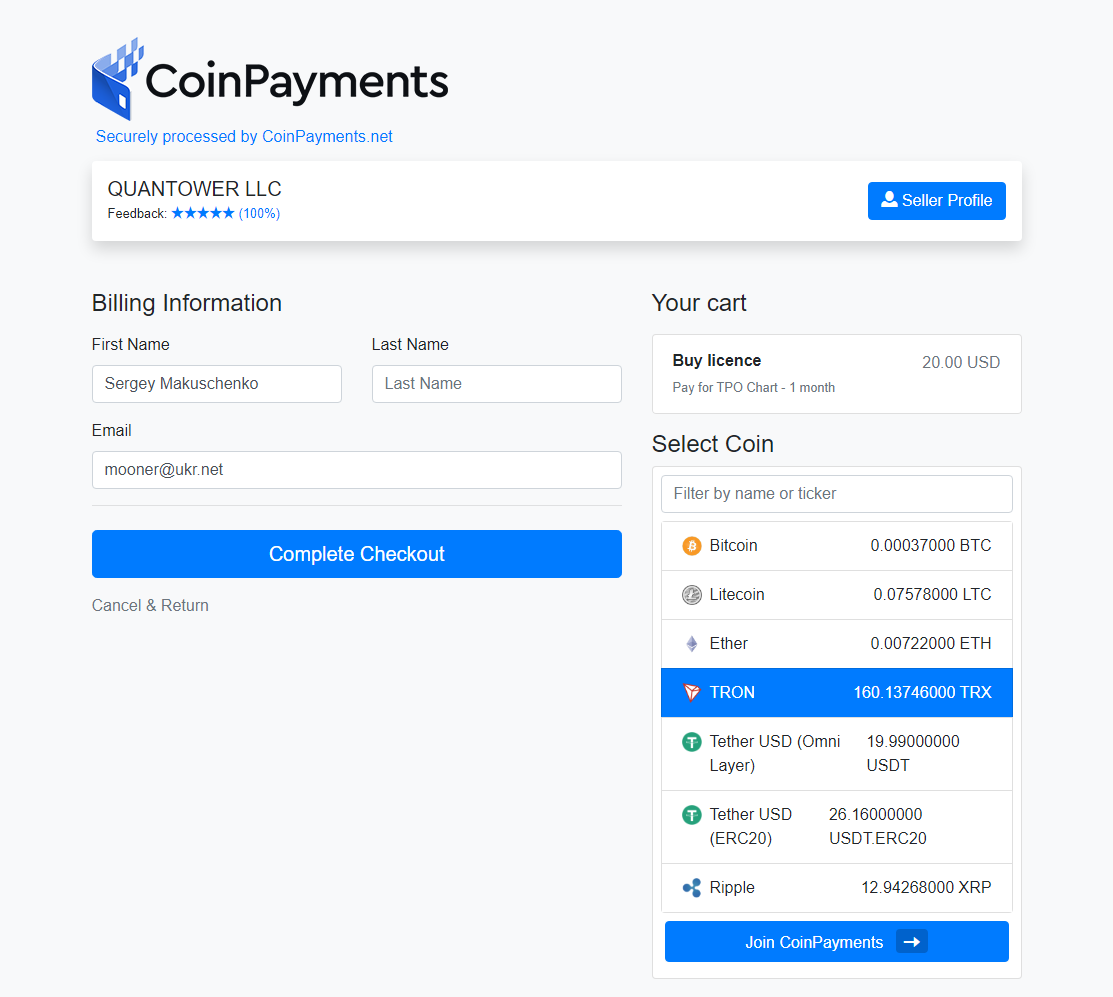 CoinPayments
Securely processed by CoinPayments.net
QUANTOWER LLC
Feedback: ★★★★★ (100%)
Seller Profile
Billing Information
First Name
Last Name
Sergey Makuschenko
Last Name
Email
mooner@ukr.net
Complete Checkout
Cancel & Return
Your cart
Buy licence
20.00 USD
Pay for TPO Chart - 1 month
Select Coin
Filter by name or ticker
Bitcoin 0.00037000 BTC
Litecoin 0.07578000 LTC
Ether 0.00722000 ETH
TRON 160.13746000 TRX
Tether USD (Omni 19.99000000
Layer) USDT
Tether USD 26.16000000
(ERC20) USDT.ERC20
Ripple 12.94268000 XRP
Join CoinPayments →